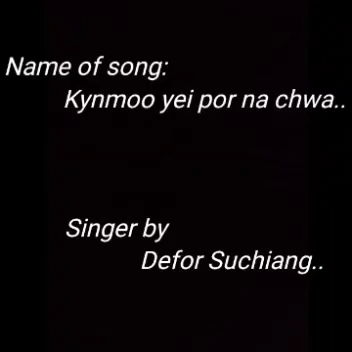 Name of song:
Kynmoo yei por na chwa..
Singer by
Defor Suchiang..